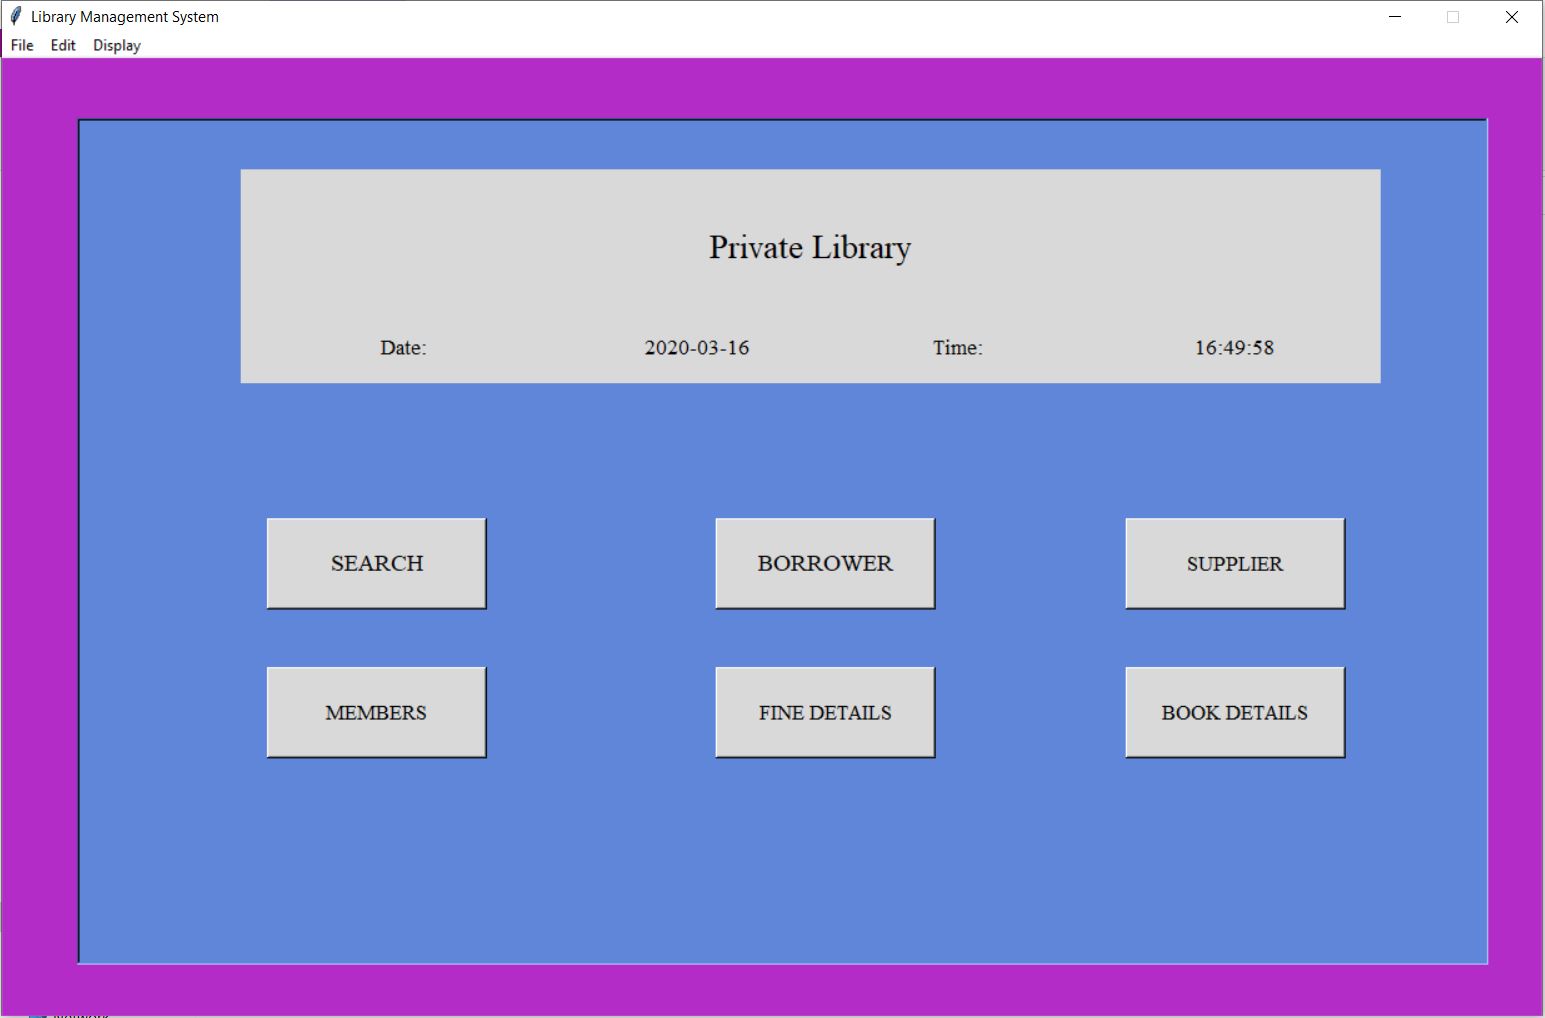 Library Management System
File Edit Display
Private Library
Date: 2020-03-16 Time: 16:49:58
SEARCH BORROWER SUPPLIER
MEMBERS FINE DETAILS BOOK DETAILS